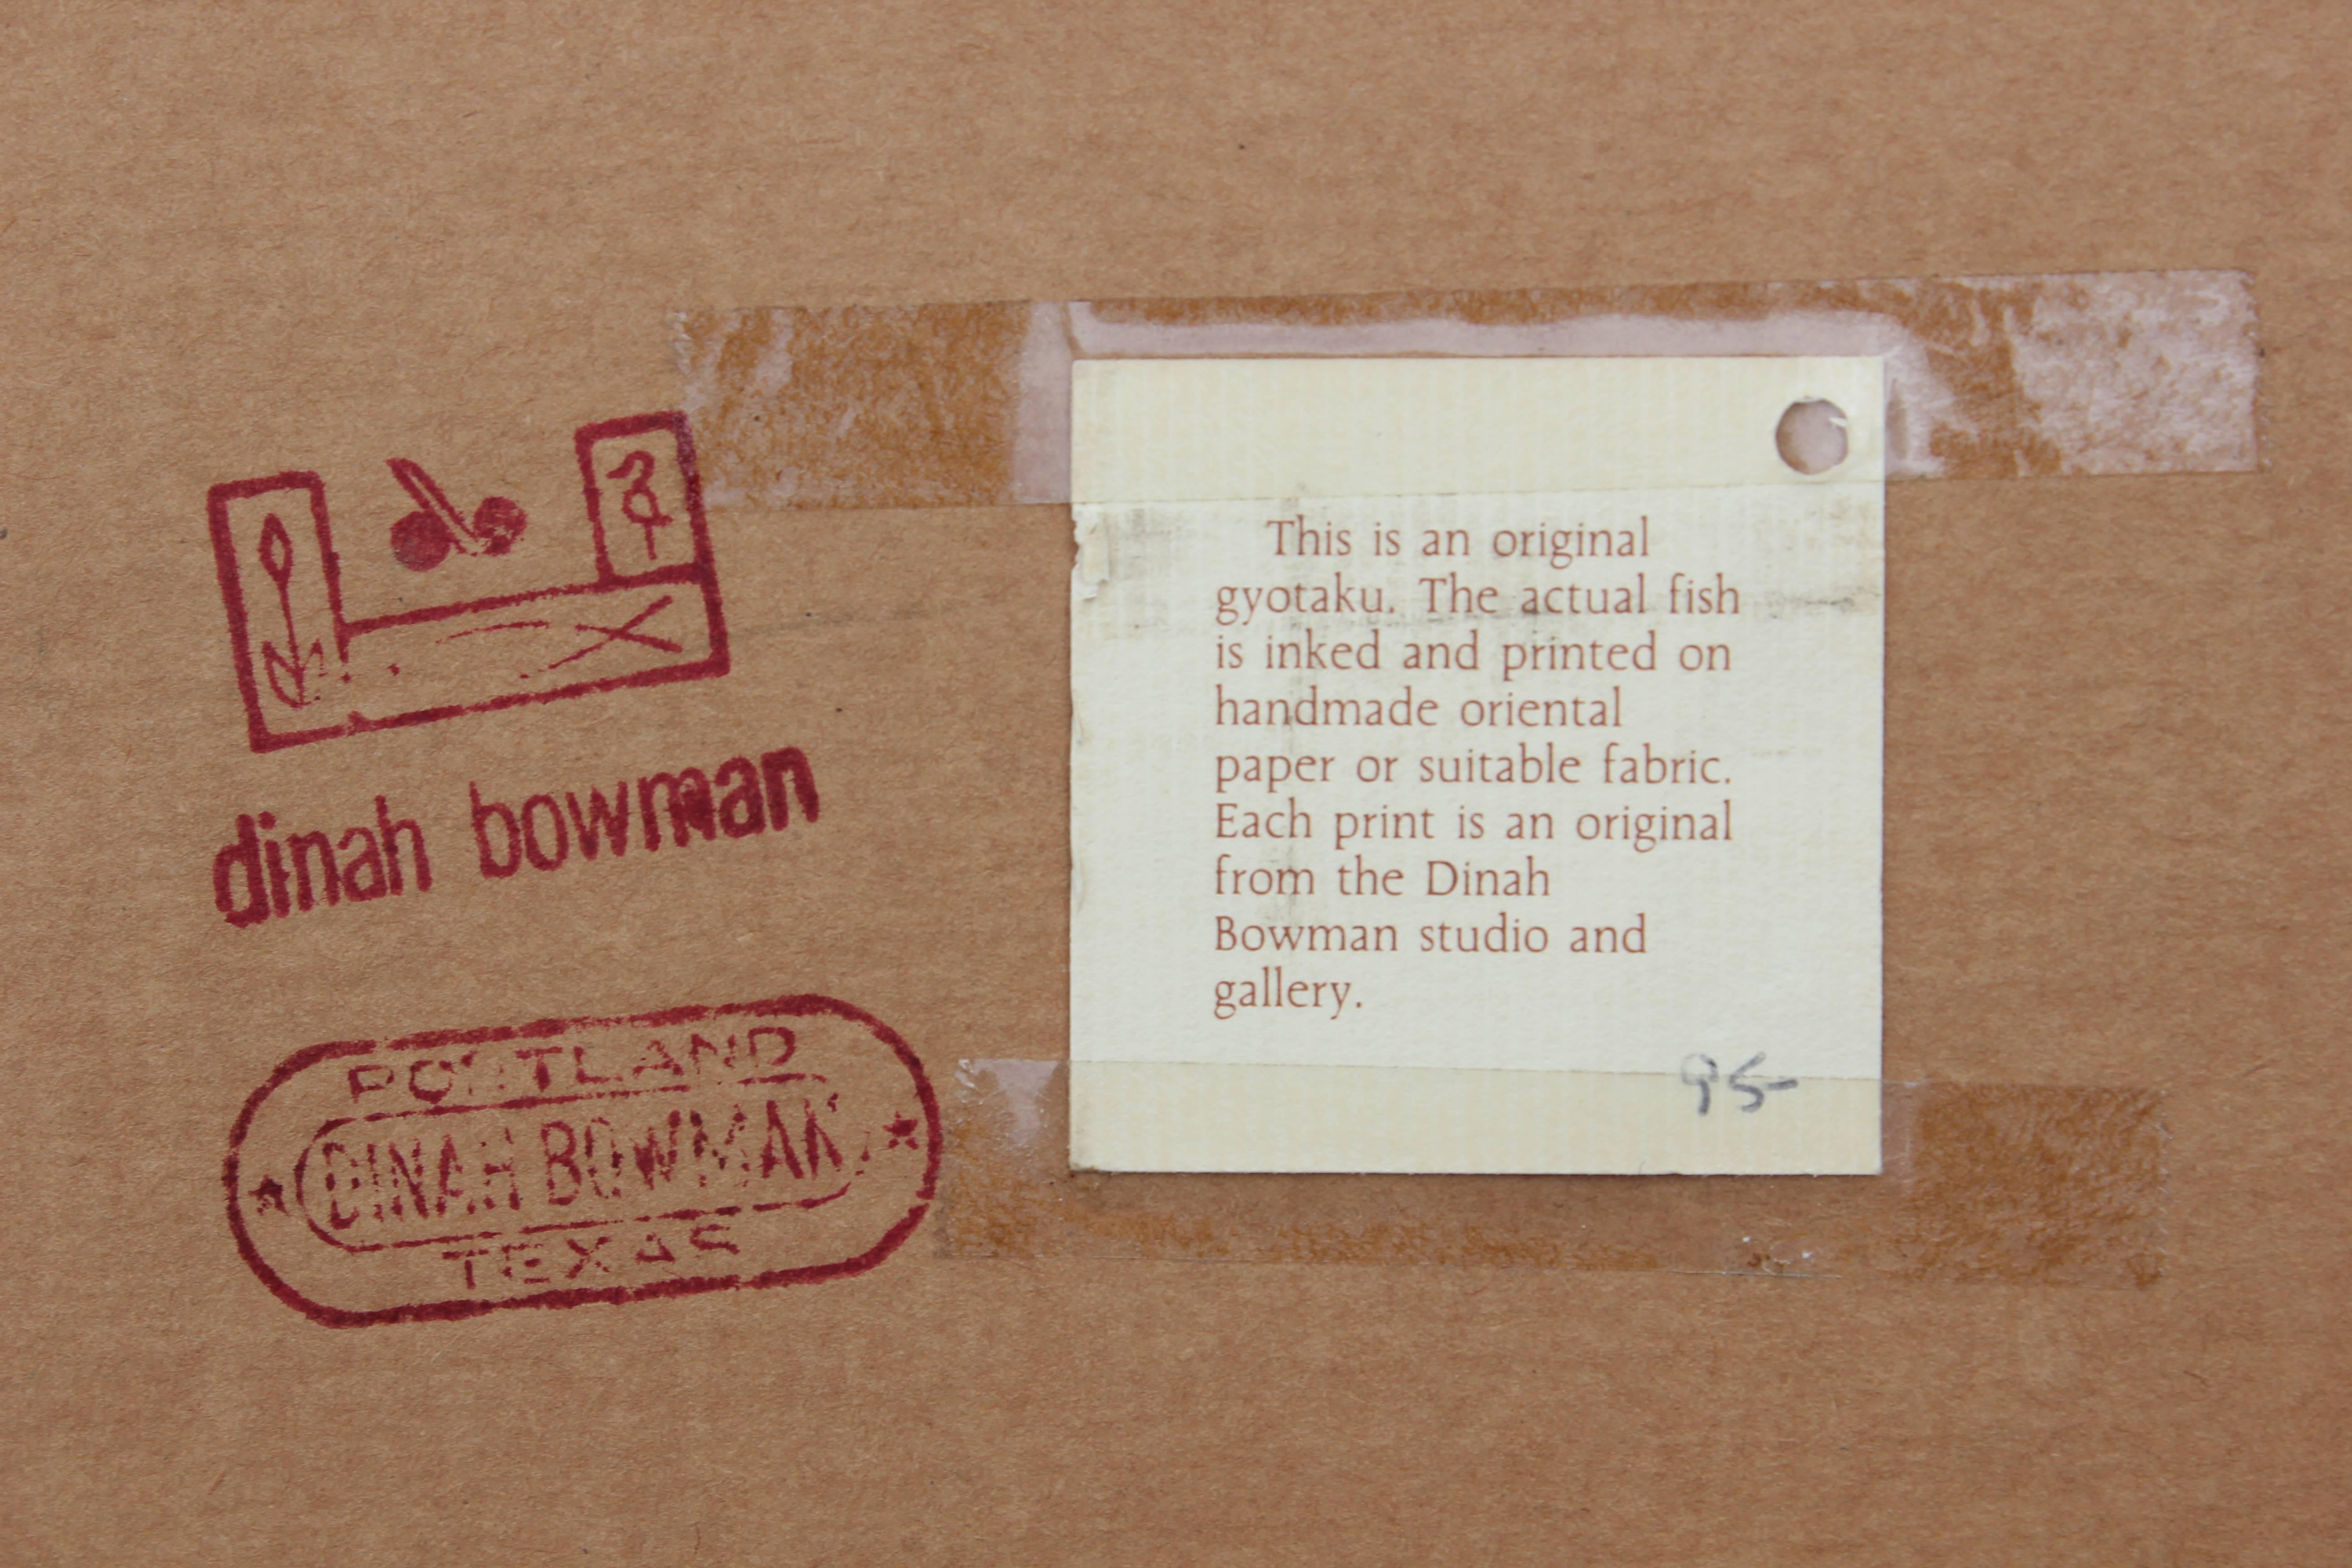 dinah bowman
PORTLAND
DINAH BOWMAN
TEXAS
This is an original
gyotaku. The actual fish
is inked and printed on
handmade oriental
paper or suitable fabric.
Each print is an original
from the Dinah
Bowman studio and
gallery.
95-